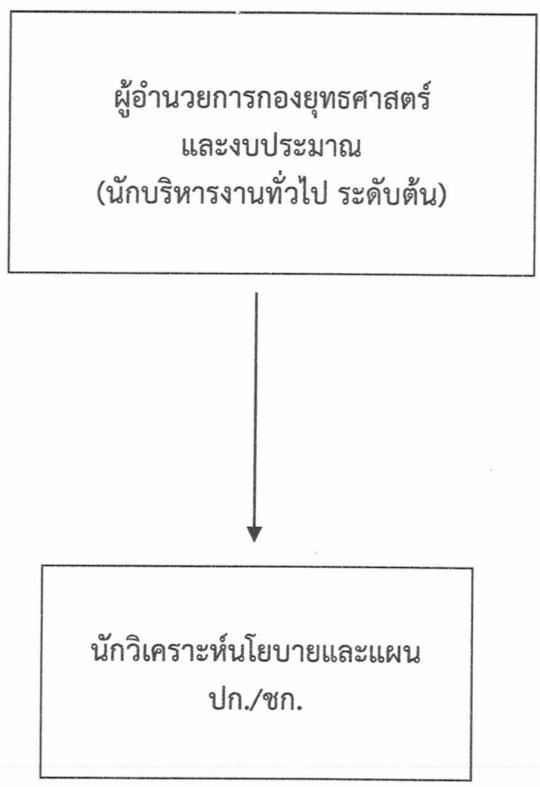 ผู้อำนวยการกองยุทธศาสตร์
และงบประมาณ
(นักบริหารงานทั่วไป ระดับต้น)
นักวิเคราะห์นโยบายและแผน
ปก./ชก.